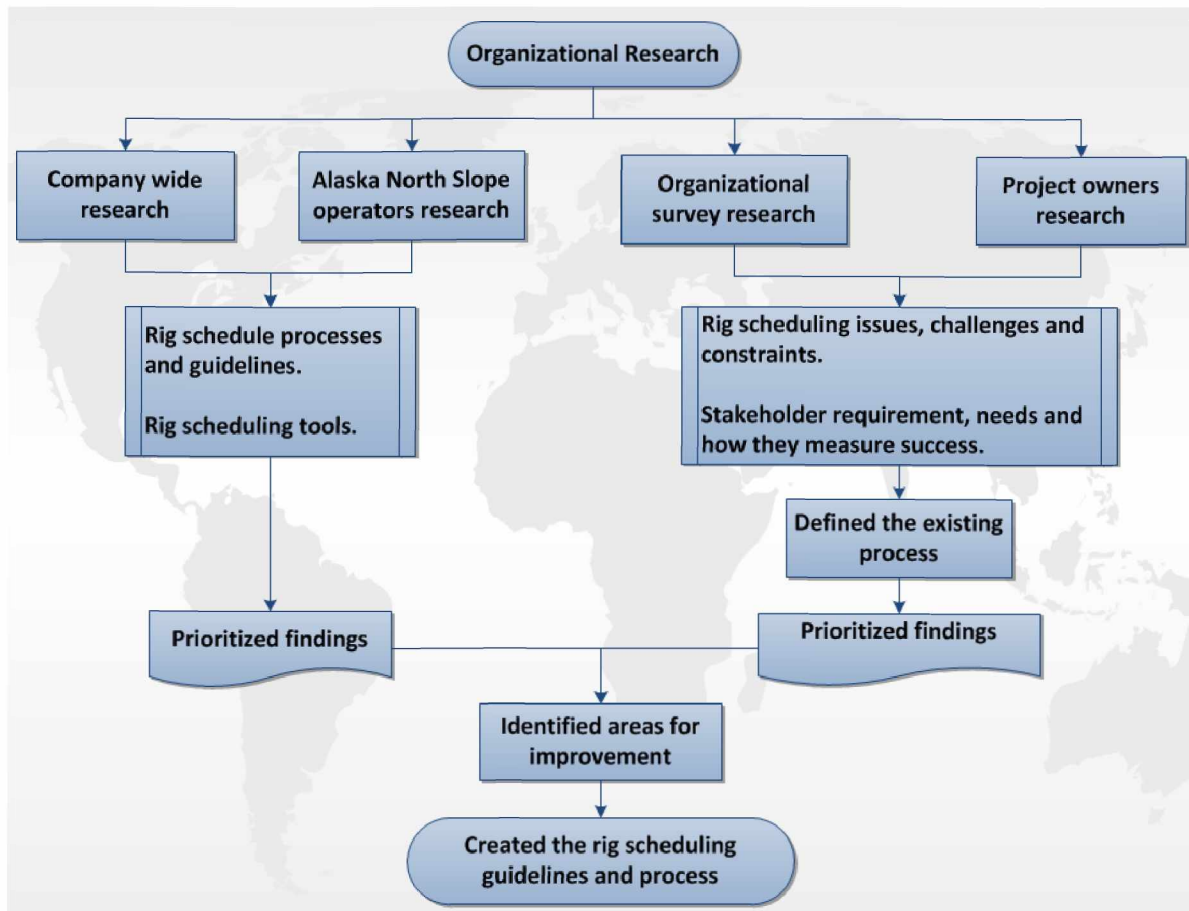 Organizational Research
Company wide
research
Alaska North Slope
operators research
Organizational
survey research
Project owners
research
Rig schedule processes
and guidelines.
Rig scheduling tools.
Rig scheduling issues, challenges and
constraints.
Stakeholder requirement, needs and
how they measure success.
Defined the existing
process
Prioritized findings
Prioritized findings
Identified areas for
improvement
Created the rig scheduling
guidelines and process